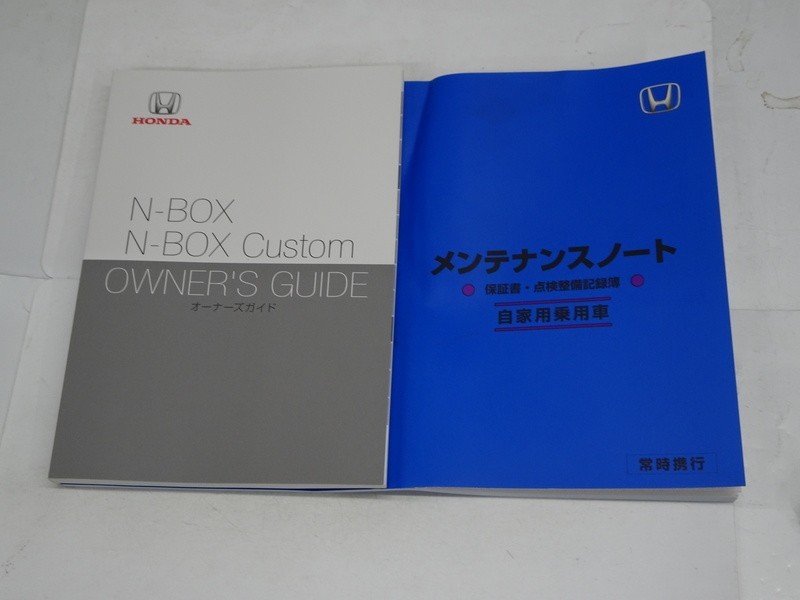 HONDA
N-BOX
N-BOX Custom
OWNER'S GUIDE
オーナーズガイド
メンテナンスノート
保証書・点検整備記録簿
自家用乗用車
常時携行